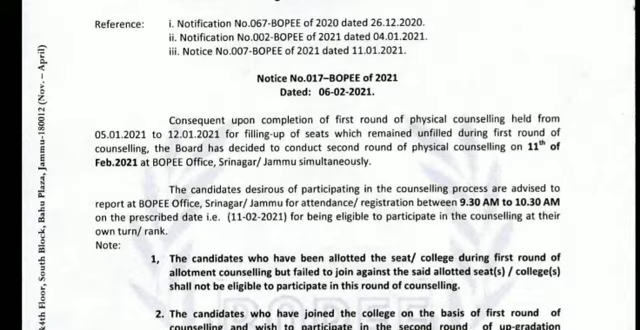 Reference: i. Notification No.067-BOPEE of 2020 dated 26.12.2020.
ii. Notification No.002-BOPEE of 2021 dated 04.01.2021.
iii. Notice No.007-BOPEE of 2021 dated 11.01.2021.
Notice No.017–BOPEE of 2021
Dated: 06-02-2021.
Consequent upon completion of first round of physical counselling held from
05.01.2021 to 12.01.2021 for filling-up of seats which remained unfilled during first round of
counselling, the Board has decided to conduct second round of physical counselling on 11th of
Feb.2021 at BOPEE Office, Srinagar/ Jammu simultaneously.
The candidates desirous of participating in the counselling process are advised to
report at BOPEE Office, Srinagar/ Jammu for attendance/ registration between 9.30 AM to 10.30 AM
on the prescribed date i.e. (11-02-2021) for being eligible to participate in the counselling at their
own turn/ rank.
Note:
1, The candidates who have been allotted the seat/ college during first round of
allotment counselling but failed to join against the said allotted seat(s) / college(s)
shall not be eligible to participate in this round of counselling.
2. The candidates who have joined the college on the basis of first round of
counselling and wish to participate in the second round of up-gradation
4th Floor, South Block, Bahu Plaza, Jammu-180012 (Nov. – April)
BOPEE